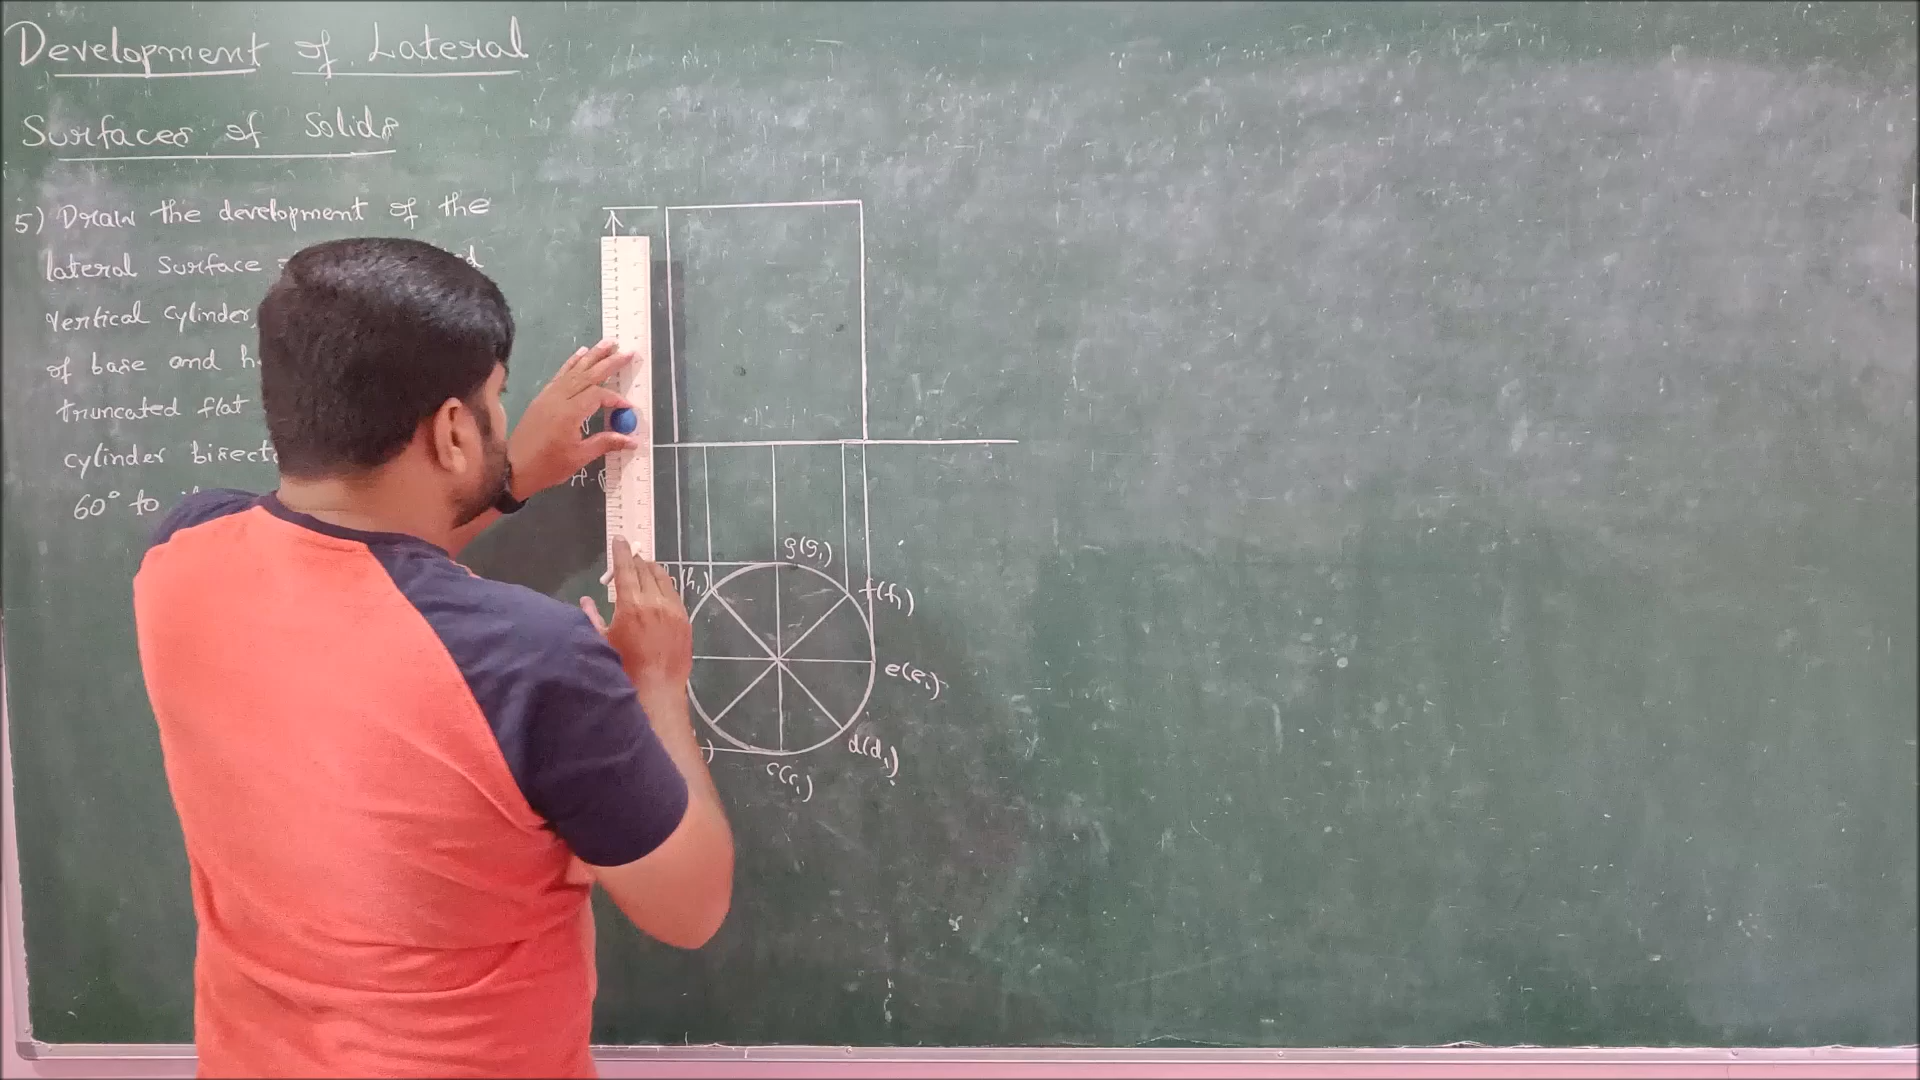 Development of Lateral
Surfaces of Solids
5) Draw the development of the
lateral Surface
vertical cylinder,
of base and
truncated flat
cylinder
60° to
g(g₁)
(h₁)
f(f₁)
e(e₁)
d(d₁)
c(c₁)